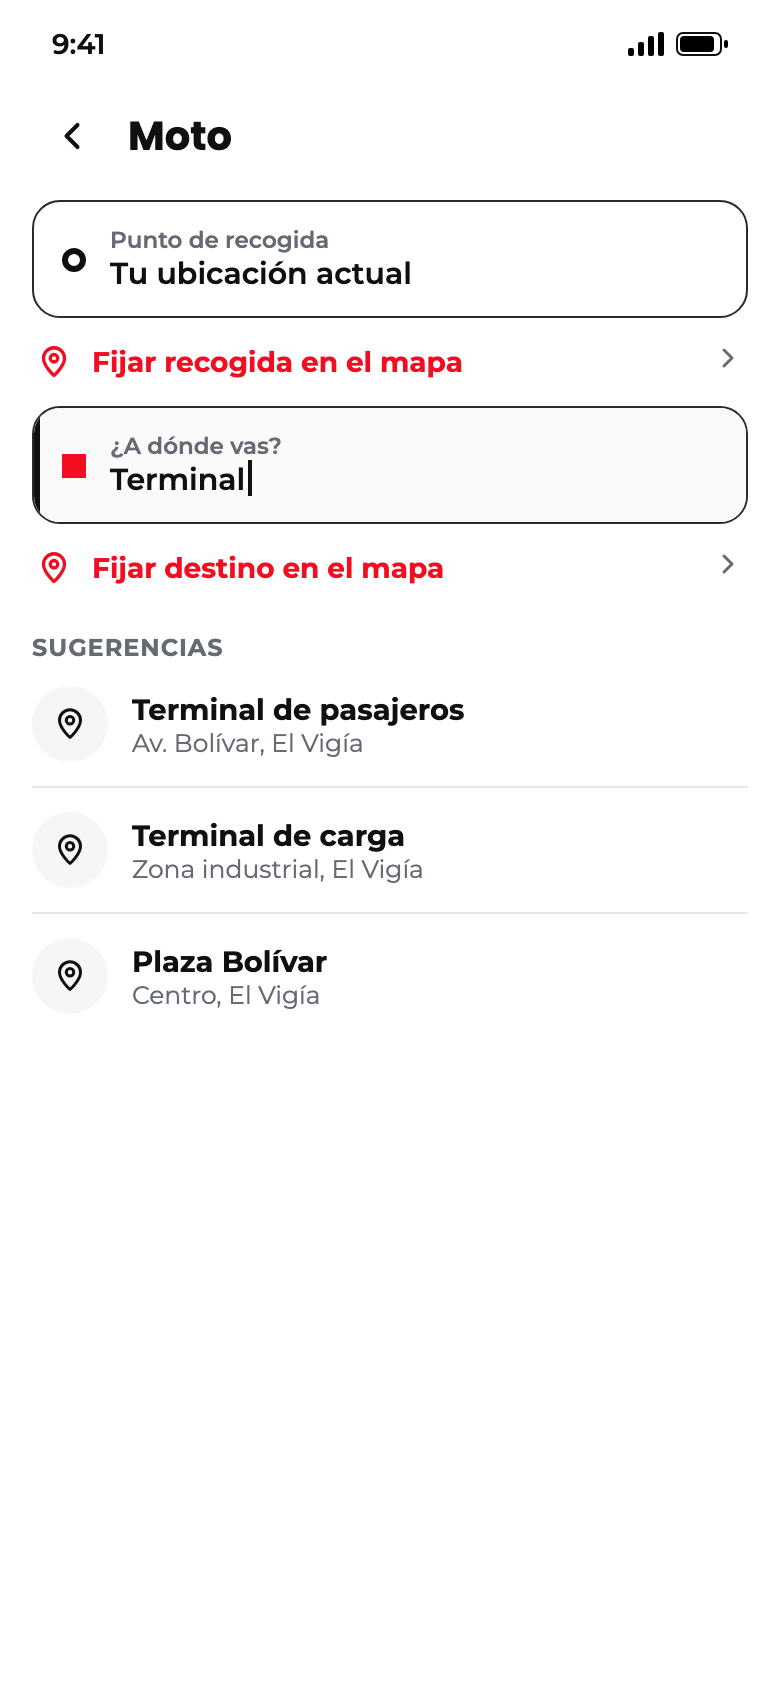 9:41
Moto
Punto de recogida
Tu ubicación actual
Fijar recogida en el mapa
¿A dónde vas?
Terminal
Fijar destino en el mapa
SUGERENCIAS
Terminal de pasajeros
Av. Bolívar, El Vigía
Terminal de carga
Zona industrial, El Vigía
Plaza Bolívar
Centro, El Vigía